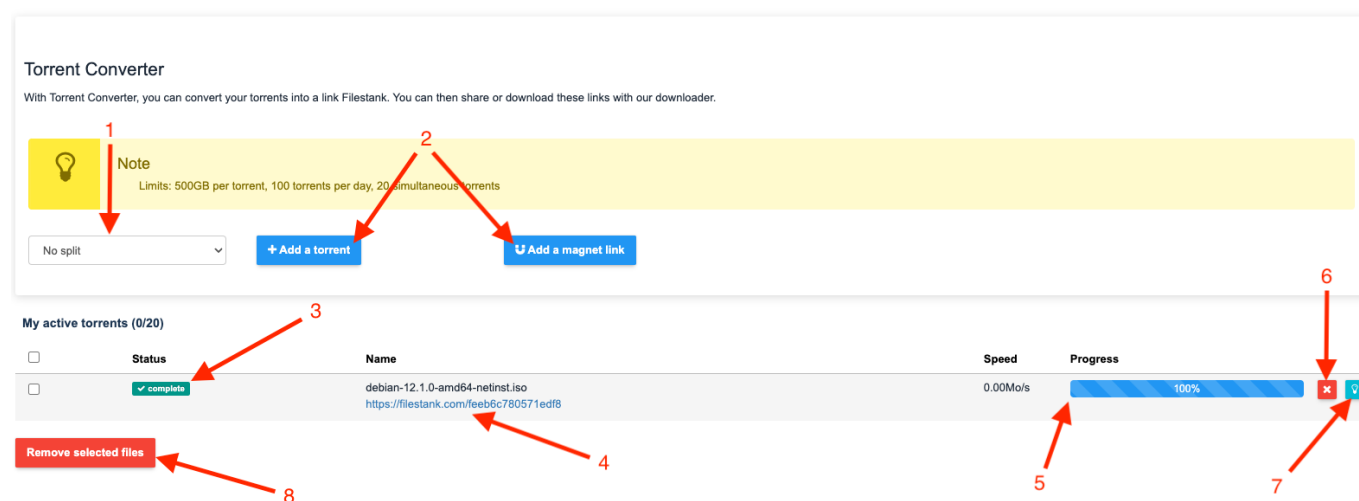 Torrent Converter
With Torrent Converter, you can convert your torrents into a link Filestank. You can then share or download these links with our downloader.
1
2
Note
Limits: 500GB per torrent, 100 torrents per day, 20 simultaneous torrents
No split
+ Add a torrent
Add a magnet link
6
3
My active torrents (0/20)
Status Name Speed Progress
complete debian-12.1.0-amd64-netinst.iso 0.00Mo/s 100%
https://filestank.com/feeb6c780571edf8
Remove selected files
4
5
7
8